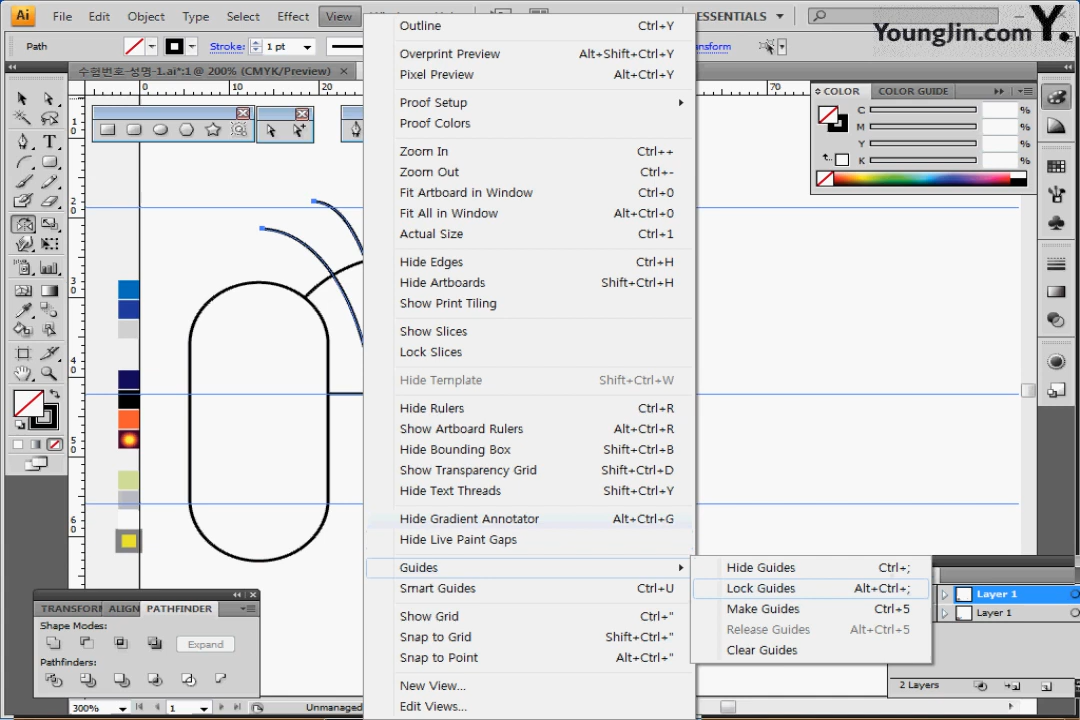 Ai File Edit Object Type Select Effect View
ESSENTIALS
YoungJin.com Y.
Path
Stroke: 1 pt
수험번호-성명-1.ai*:1 @ 200% (CMYK/Preview) ×
0 10 20 70
Outline Ctrl+Y
Overprint Preview Alt+Shift+Ctrl+Y
Pixel Preview Alt+Ctrl+Y
Proof Setup
Proof Colors
Zoom In Ctrl++
Zoom Out Ctrl+-
Fit Artboard in Window Ctrl+0
Fit All in Window Alt+Ctrl+0
Actual Size Ctrl+1
Hide Edges Ctrl+H
Hide Artboards Shift+Ctrl+H
Show Print Tiling
Show Slices
Lock Slices
Hide Template Shift+Ctrl+W
Hide Rulers Ctrl+R
Show Artboard Rulers Alt+Ctrl+R
Hide Bounding Box Shift+Ctrl+B
Show Transparency Grid Shift+Ctrl+D
Hide Text Threads Shift+Ctrl+Y
Hide Gradient Annotator Alt+Ctrl+G
Hide Live Paint Gaps
Guides
Smart Guides Ctrl+U
Show Grid Ctrl+"
Snap to Grid Shift+Ctrl+"
Snap to Point Alt+Ctrl+"
New View...
Edit Views...
Hide Guides Ctrl+;
Lock Guides Alt+Ctrl+;
Make Guides Ctrl+5
Release Guides Alt+Ctrl+5
Clear Guides
COLOR COLOR GUIDE
C %
M %
Y %
K %
Layer 1
Layer 1
2 Layers
TRANSFORM ALIGN PATHFINDER
Shape Modes:
Expand
Pathfinders:
300% 1 Unmanaged